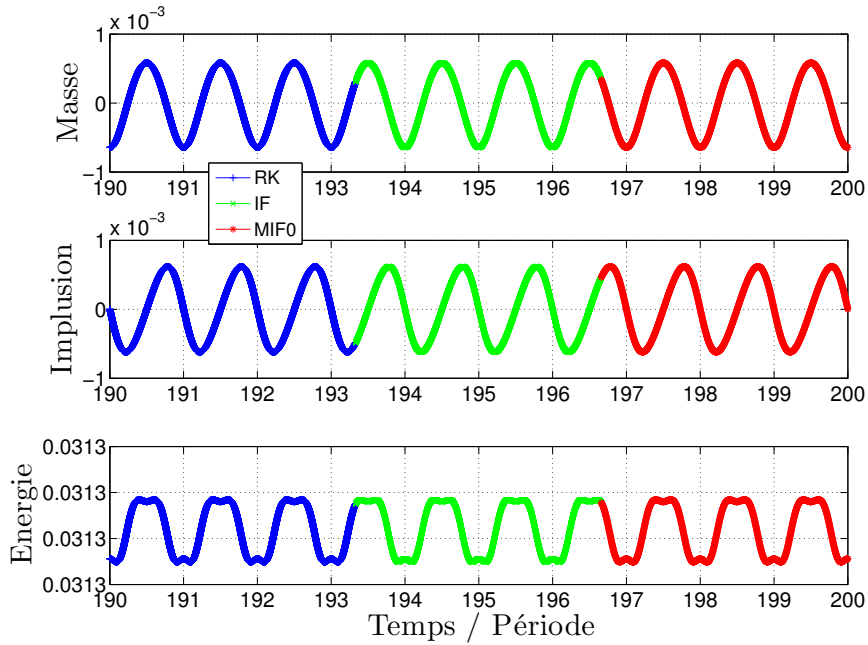 1 x 10⁻³
0
−1
Masse
190 191 192 193 194 195 196 197 198 199 200
RK
IF
MIF0
1 x 10⁻³
0
−1
Implusion
190 191 192 193 194 195 196 197 198 199 200
0.0313
0.0313
0.0313
0.0313
Energie
190 191 192 193 194 195 196 197 198 199 200
Temps / Période